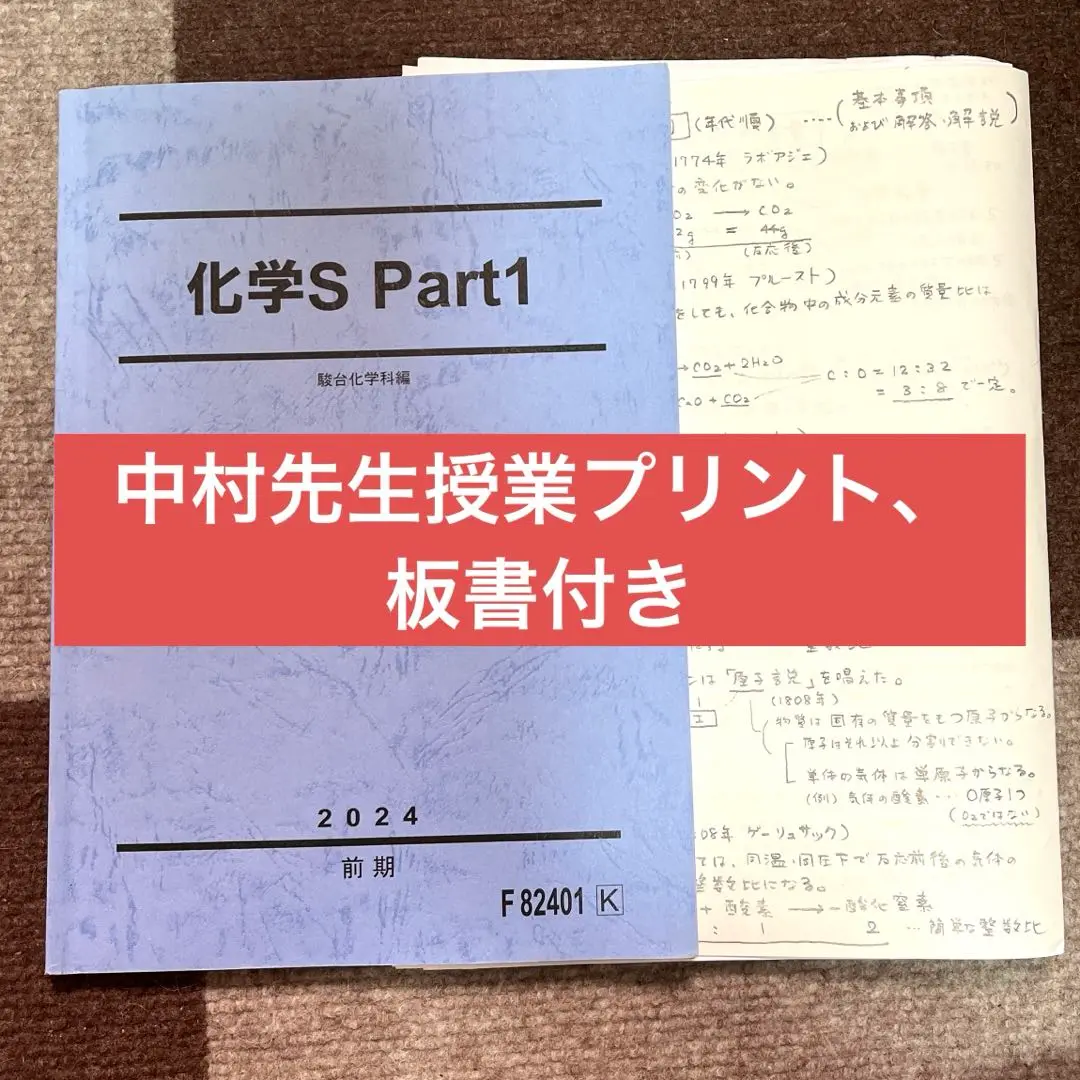 化学S Part1
駿台化学科編
中村先生授業プリント、
板書付き
2024
前期
F 82401 K
(年代順) ‥‥(基本事項
および解答・解説)
1774年 ラボアジェ)
の変化がない。
O2 → CO2
2g = 44g
(反応後)
1799年 プルースト)
をしても、化合物中の成分元素の質量比は
→CO2+2H2O
C:O=12:32
CaO+CO2
=3:8 で一定。
ンは「原子説」を唱えた。
(1808年)
物質は固有の質量をもつ原子からなる。
原子はそれ以上分割できない。
単体の気体は単原子からなる。
(例)気体の酸素‥‥O原子1つ
(O2ではない)
08年 ゲーリュサック)
ては、同温・同圧下で反応前後の気体の
整数比になる。
+ 酸素 → 一酸化窒素
: 1 2 …簡単な整数比